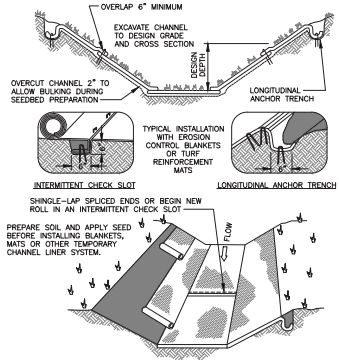 OVERLAP 6" MINIMUM
EXCAVATE CHANNEL
TO DESIGN GRADE
AND CROSS SECTION
DESIGN
DEPTH
OVERCUT CHANNEL 2" TO
ALLOW BULKING DURING
SEEDBED PREPARATION
LONGITUDINAL
ANCHOR TRENCH
TYPICAL INSTALLATION
WITH EROSION
CONTROL BLANKETS
OR TURF
REINFORCEMENT
MATS
6"
6"
6"
INTERMITTENT CHECK SLOT
LONGITUDINAL ANCHOR TRENCH
SHINGLE-LAP SPLICED ENDS OR BEGIN NEW
ROLL IN AN INTERMITTENT CHECK SLOT
FLOW
PREPARE SOIL AND APPLY SEED
BEFORE INSTALLING BLANKETS,
MATS OR OTHER TEMPORARY
CHANNEL LINER SYSTEM.